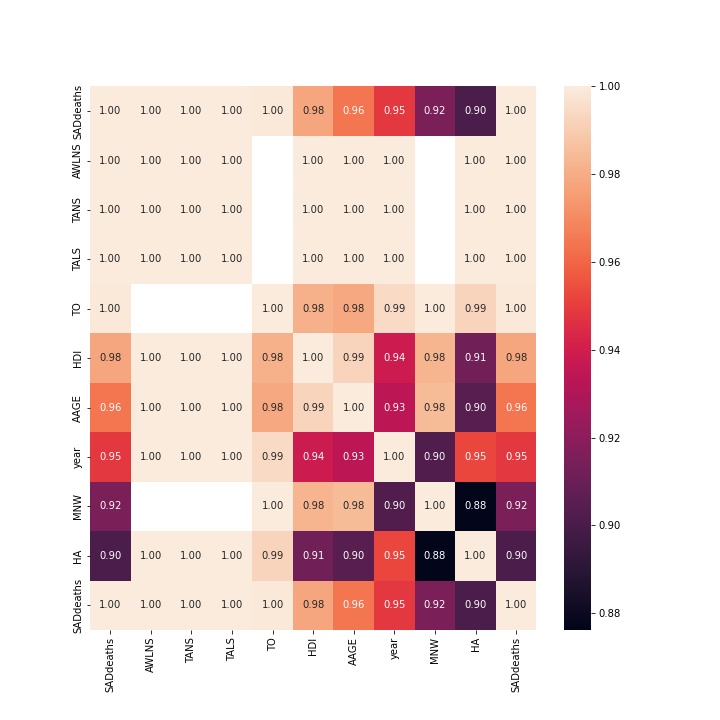 SADdeaths 1.00 1.00 1.00 1.00 1.00 0.98 0.96 0.95 0.92 0.90 1.00
AWLNS 1.00 1.00 1.00 1.00 1.00 1.00 1.00 1.00 1.00
TANS 1.00 1.00 1.00 1.00 1.00 1.00 1.00 1.00 1.00
TALS 1.00 1.00 1.00 1.00 1.00 1.00 1.00 1.00 1.00
TO 1.00 1.00 0.98 0.98 0.99 1.00 0.99 1.00
HDI 0.98 1.00 1.00 1.00 0.98 1.00 0.99 0.94 0.98 0.91 0.98
AAGE 0.96 1.00 1.00 1.00 0.98 0.99 1.00 0.93 0.98 0.90 0.96
year 0.95 1.00 1.00 1.00 0.99 0.94 0.93 1.00 0.90 0.95 0.95
MNW 0.92 1.00 0.98 0.98 0.90 1.00 0.88 0.92
HA 0.90 1.00 1.00 1.00 0.99 0.91 0.90 0.95 0.88 1.00 0.90
SADdeaths 1.00 1.00 1.00 1.00 1.00 0.98 0.96 0.95 0.92 0.90 1.00
SADdeaths AWLNS TANS TALS TO HDI AAGE year MNW HA SADdeaths
1.00
0.98
0.96
0.94
0.92
0.90
0.88